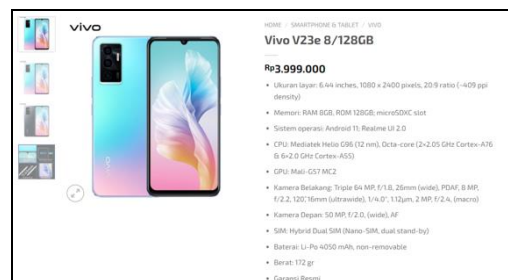 vivo
HOME / SMARTPHONE & TABLET / VIVO
Vivo V23e 8/128GB
Rp3.999.000
• Ukuran layar: 6.44 inches, 1080 x 2400 pixels, 20:9 ratio (~409 ppi
density)
• Memori: RAM 8GB, ROM 128GB; microSDXC slot
• Sistem operasi: Android 11; Realme UI 2.0
• CPU: Mediatek Helio G96 (12 nm), Octa-core (2×2.05 GHz Cortex-A76
& 6×2.0 GHz Cortex-A55)
• GPU: Mali-G57 MC2
• Kamera Belakang: Triple 64 MP, f/1.8, 26mm (wide), PDAF, 8 MP,
f/2.2, 120˚, 16mm (ultrawide), 1/4.0", 1.12µm, 2 MP, f/2.4, (macro)
• Kamera Depan: 50 MP, f/2.0, (wide), AF
• SIM: Hybrid Dual SIM (Nano-SIM, dual stand-by)
• Baterai: Li-Po 4050 mAh, non-removable
• Berat: 172 gr
• Garansi Resmi